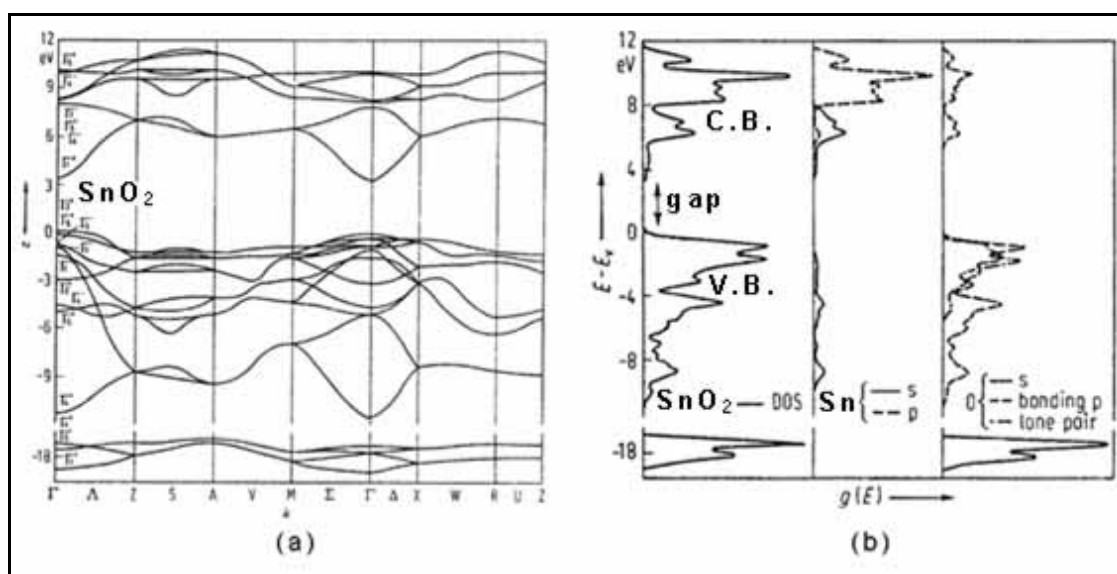 12
eV
9
6
3
0
-3
-6
-9
-18
SnO₂
Γ Λ Z S A V M Σ Γ Δ X W R U Z
k
(a)
12
eV
8
4
0
-4
-8
-18
E-Eᵥ
C.B.
gap
V.B.
SnO₂ — DOS
Sn { — s
-- p
O { — s
--- bonding p
-·- lone pair
g(E)
(b)